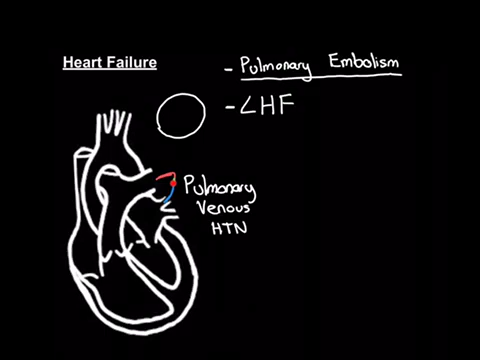 Heart Failure
- Pulmonary Embolism
- LHF
Pulmonary
Venous
HTN